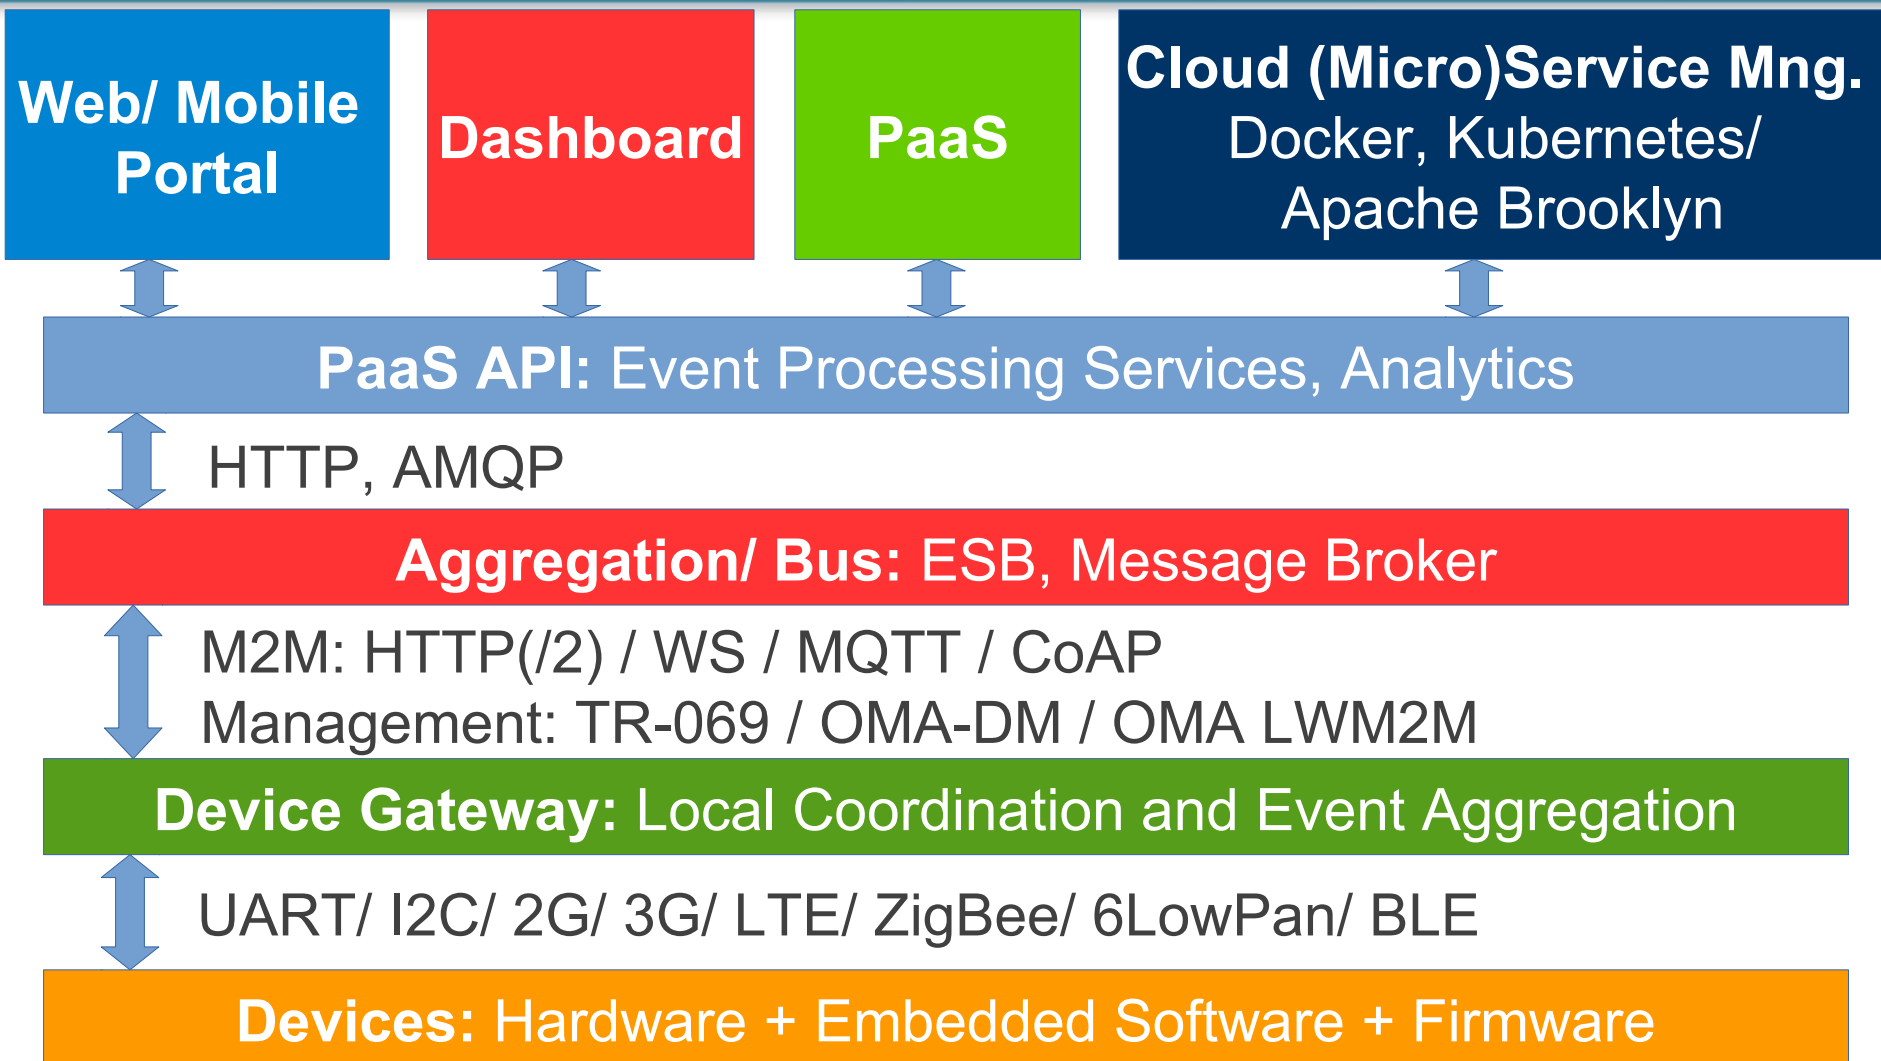 Web/ Mobile
Portal
Dashboard
PaaS
Cloud (Micro)Service Mng.
Docker, Kubernetes/
Apache Brooklyn
PaaS API: Event Processing Services, Analytics
HTTP, AMQP
Aggregation/ Bus: ESB, Message Broker
M2M: HTTP(/2) / WS / MQTT / CoAP
Management: TR-069 / OMA-DM / OMA LWM2M
Device Gateway: Local Coordination and Event Aggregation
UART/ I2C/ 2G/ 3G/ LTE/ ZigBee/ 6LowPan/ BLE
Devices: Hardware + Embedded Software + Firmware